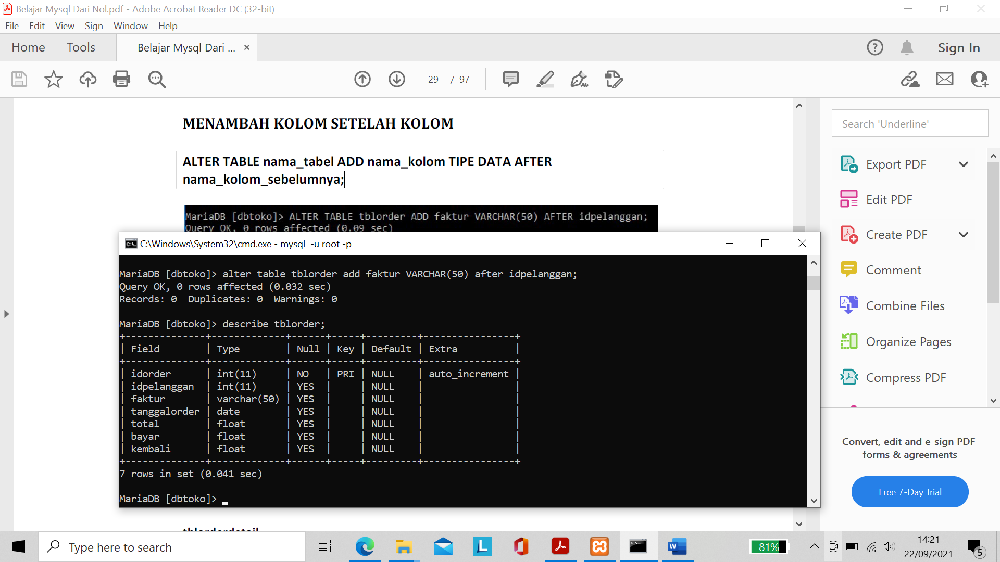 Belajar Mysql Dari Nol.pdf - Adobe Acrobat Reader DC (32-bit)
File Edit View Sign Window Help
Home Tools Belajar Mysql Dari ... × Sign In
29 / 97
MENAMBAH KOLOM SETELAH KOLOM
ALTER TABLE nama_tabel ADD nama_kolom TIPE DATA AFTER
nama_kolom_sebelumnya;
MariaDB [dbtoko]> ALTER TABLE tblorder ADD faktur VARCHAR(50) AFTER idpelanggan;
Query OK, 0 rows affected (0.09 sec)
C:\Windows\System32\cmd.exe - mysql  -u root -p
MariaDB [dbtoko]> alter table tblorder add faktur VARCHAR(50) after idpelanggan;
Query OK, 0 rows affected (0.032 sec)
Records: 0  Duplicates: 0  Warnings: 0
MariaDB [dbtoko]> describe tblorder;
+--------------+-------------+------+-----+---------+----------------+
| Field        | Type        | Null | Key | Default | Extra          |
+--------------+-------------+------+-----+---------+----------------+
| idorder      | int(11)     | NO   | PRI | NULL    | auto_increment |
| idpelanggan  | int(11)     | YES  |     | NULL    |                |
| faktur       | varchar(50) | YES  |     | NULL    |                |
| tanggalorder | date        | YES  |     | NULL    |                |
| total        | float       | YES  |     | NULL    |                |
| bayar        | float       | YES  |     | NULL    |                |
| kembali      | float       | YES  |     | NULL    |                |
+--------------+-------------+------+-----+---------+----------------+
7 rows in set (0.041 sec)
MariaDB [dbtoko]>
tblorderdetail
Search 'Underline'
Export PDF
Edit PDF
Create PDF
Comment
Combine Files
Organize Pages
Compress PDF
Convert, edit and e-sign PDF
forms & agreements
Free 7-Day Trial
Type here to search
L
81%
14:21
22/09/2021
5